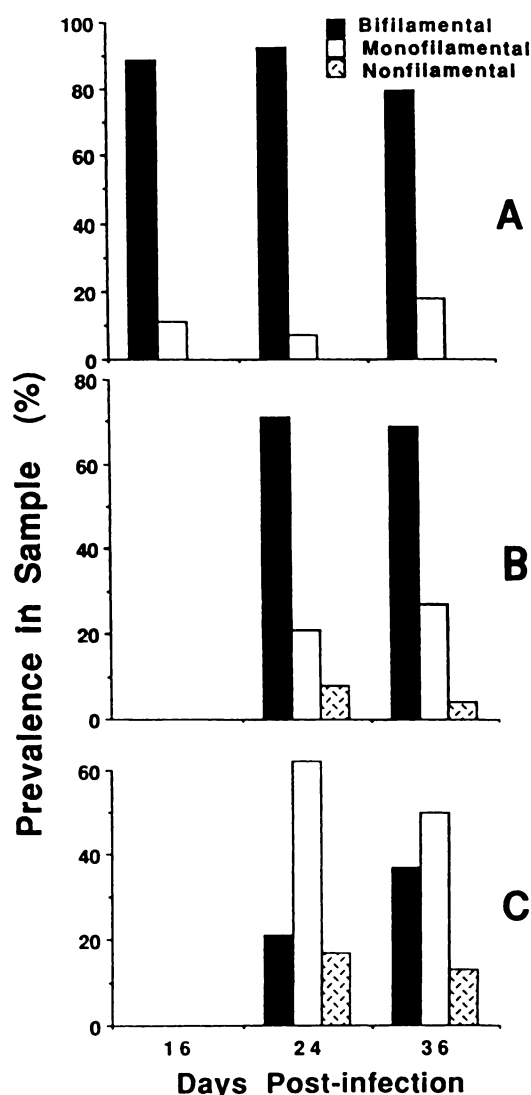 Bifilamental
Monofilamental
Nonfilamental
100
80
60
40
20
0
A
80
60
40
20
0
B
60
40
20
0
C
Prevalence in Sample (%)
16 24 36
Days Post-infection